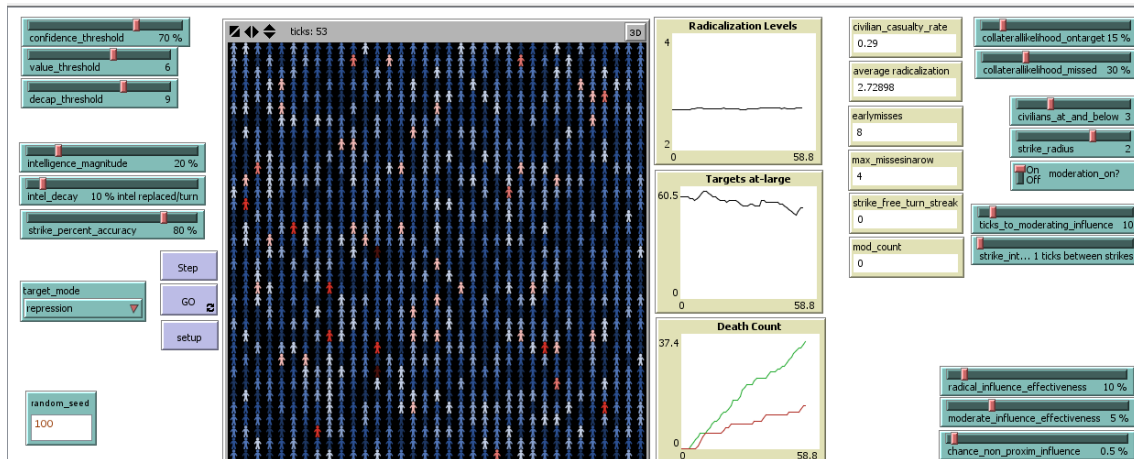 confidence_threshold 70 %
value_threshold 6
decap_threshold 9
intelligence_magnitude 20 %
intel_decay 10 % intel replaced/turn
strike_percent_accuracy 80 %
Step
target_mode
repression
GO
setup
random_seed
100
ticks: 53
3D
Radicalization Levels
4
2
0 58.8
Targets at-large
60.5
0
0 58.8
Death Count
37.4
0
0 58.8
civilian_casualty_rate
0.29
average radicalization
2.72898
earlymisses
8
max_missesinarow
4
strike_free_turn_streak
0
mod_count
0
collaterallikelihood_ontarget 15 %
collaterallikelihood_missed 30 %
civilians_at_and_below 3
strike_radius 2
On
Off
moderation_on?
ticks_to_moderating_influence 10
strike_int... 1 ticks between strikes
radical_influence_effectiveness 10 %
moderate_influence_effectiveness 5 %
chance_non_proxim_influence 0.5 %